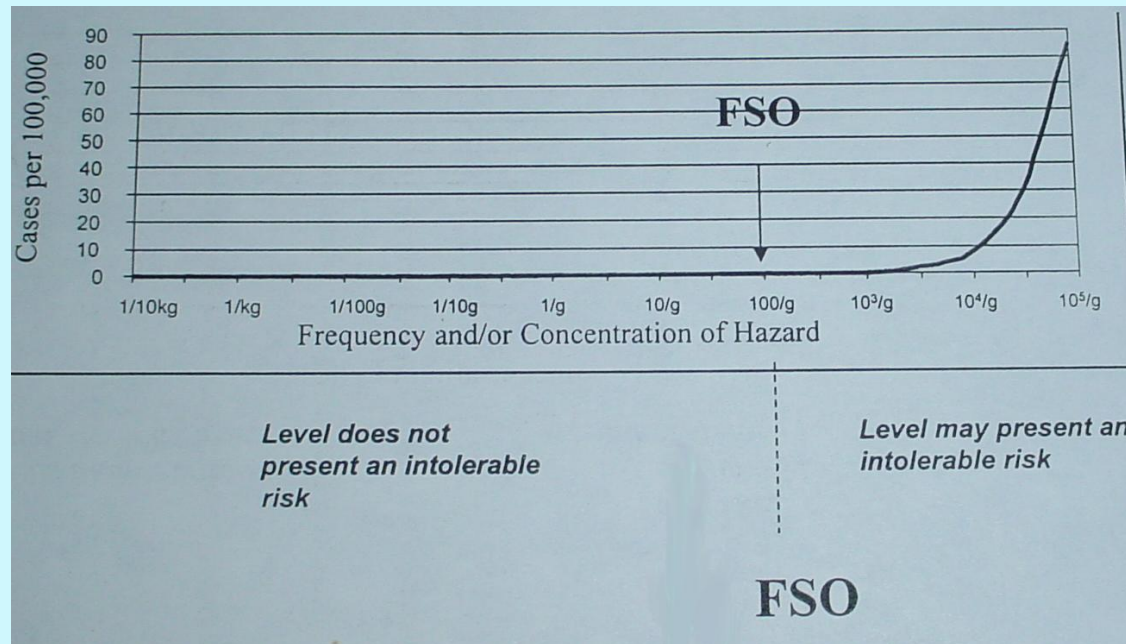 90
80
70
60
50
40
30
20
10
0
Cases per 100,000
FSO
1/10kg 1/kg 1/100g 1/10g 1/g 10/g 100/g 10³/g 10⁴/g 10⁵/g
Frequency and/or Concentration of Hazard
Level does not
present an intolerable
risk
Level may present an
intolerable risk
FSO